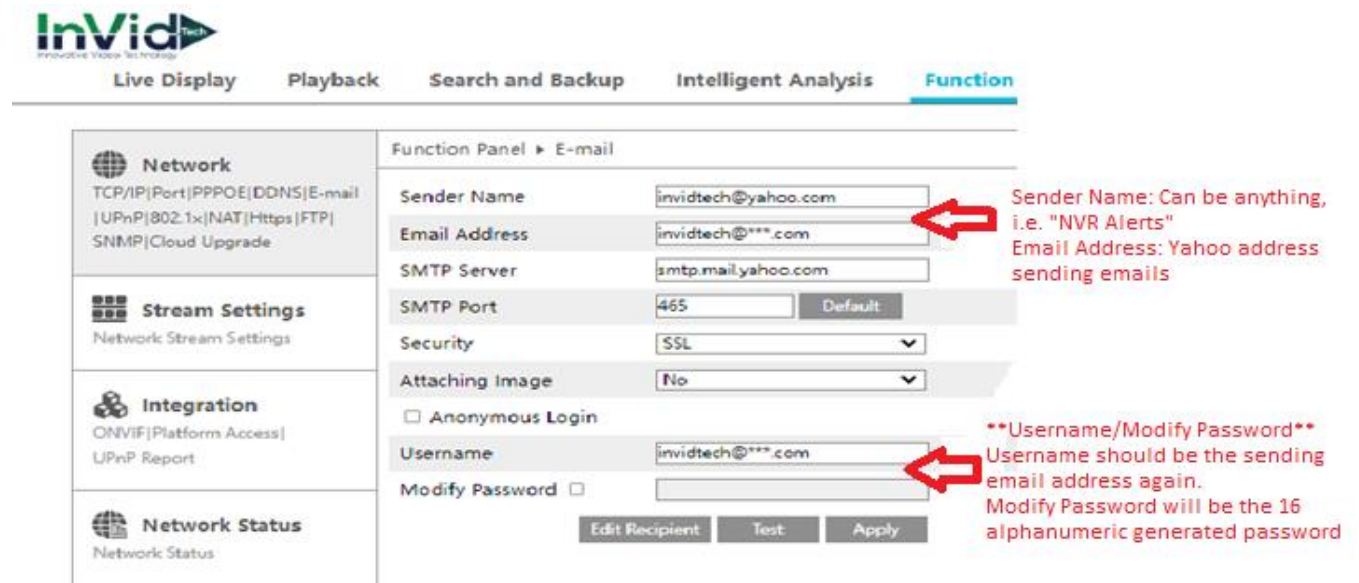 InVid Tech
Innovative Video Technology
Live Display Playback Search and Backup Intelligent Analysis Function
Network
TCP/IP|Port|PPPOE|DDNS|E-mail
|UPnP|802.1x|NAT|Https|FTP|
SNMP|Cloud Upgrade
Stream Settings
Network Stream Settings
Integration
ONVIF|Platform Access|
UPnP Report
Network Status
Network Status
Function Panel ▸ E-mail
Sender Name invidtech@yahoo.com
Email Address invidtech@***.com
SMTP Server smtp.mail.yahoo.com
SMTP Port 465 Default
Security SSL
Attaching Image No
Anonymous Login
Username invidtech@***.com
Modify Password
Edit Recipient Test Apply
Sender Name: Can be anything,
i.e. "NVR Alerts"
Email Address: Yahoo address
sending emails
**Username/Modify Password**
Username should be the sending
email address again.
Modify Password will be the 16
alphanumeric generated password